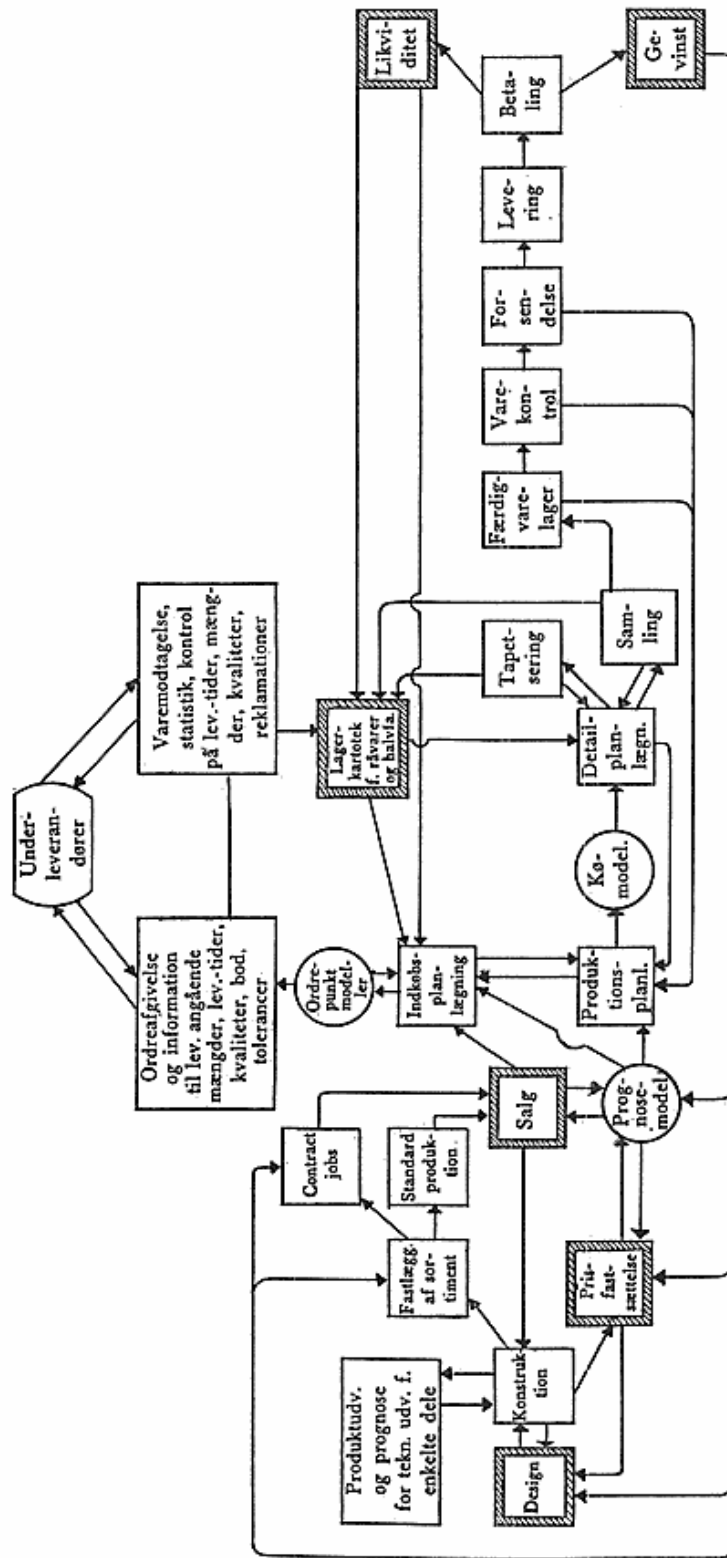 Under-
leveran-
dører
Ordreafgivelse
og information
til lev. angående
mængder, lev.-tider,
kvaliteter, bod,
tolerancer
Varemodtagelse,
statistik, kontrol
på lev.-tider, mæng-
der, kvaliteter,
reklamationer
Contract
jobs
Ordre-
punkt
model-
ler
Lager-
kartotek
f. råvarer
og halvfa.
Likvi-
ditet
Produktudv.
og prognose
for tekn. udv. f.
enkelte dele
Fastlægg.
af sor-
timent
Standard
produk-
tion
Indkøbs-
plan-
lægning
Design
Konstruk-
tion
Salg
Tapet-
sering
Færdig-
vare-
lager
Vare-
kon-
trol
For-
sen-
delse
Leve-
ring
Beta-
ling
Pris-
fast-
sættelse
Prog-
nose-
model
Produk-
tions-
planl.
Kø-
model.
Detail-
plan-
lægn.
Sam-
ling
Ge-
vinst